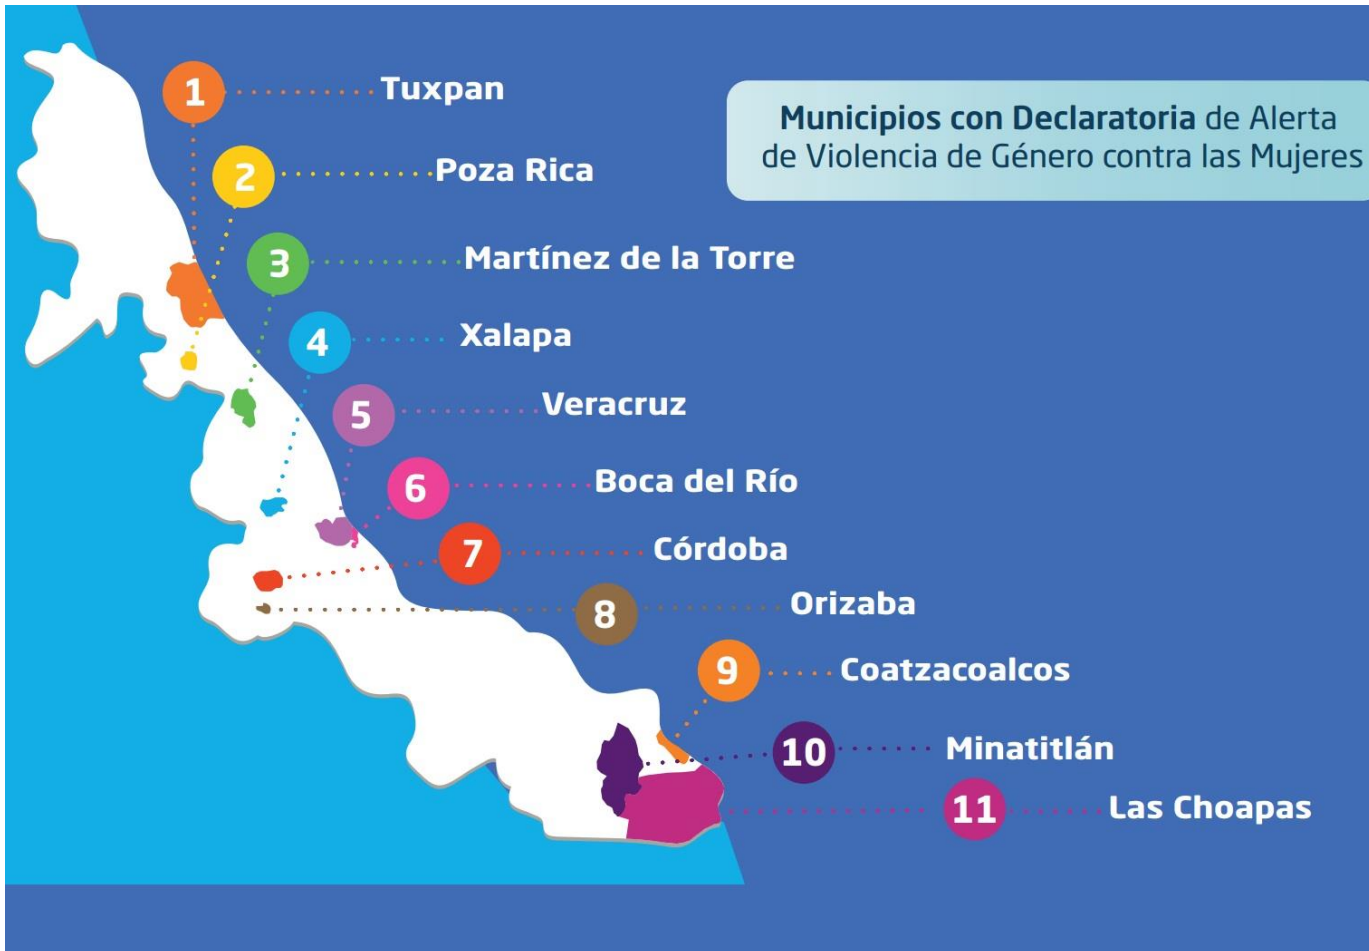 Municipios con Declaratoria de Alerta
de Violencia de Género contra las Mujeres
1 Tuxpan
2 Poza Rica
3 Martínez de la Torre
4 Xalapa
5 Veracruz
6 Boca del Río
7 Córdoba
8 Orizaba
9 Coatzacoalcos
10 Minatitlán
11 Las Choapas